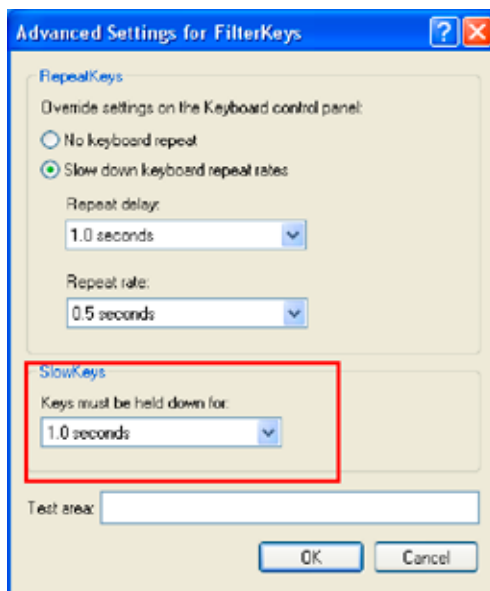 Advanced Settings for FilterKeys
RepeatKeys
Override settings on the Keyboard control panel:
No keyboard repeat
Slow down keyboard repeat rates
Repeat delay:
1.0 seconds
Repeat rate:
0.5 seconds
SlowKeys
Keys must be held down for:
1.0 seconds
Test area:
OK Cancel